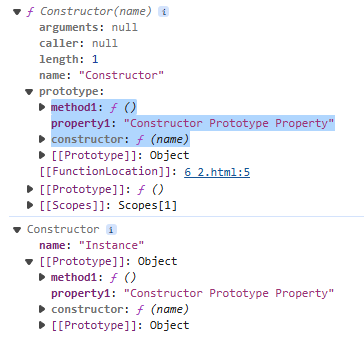 ▼ ƒ Constructor(name) i
arguments: null
caller: null
length: 1
name: "Constructor"
▼ prototype:
▶ method1: ƒ ()
property1: "Constructor Prototype Property"
▶ constructor: ƒ (name)
▶ [[Prototype]]: Object
[[FunctionLocation]]: 6 2.html:5
▶ [[Prototype]]: ƒ ()
▶ [[Scopes]]: Scopes[1]
▼ Constructor i
name: "Instance"
▼ [[Prototype]]: Object
▶ method1: ƒ ()
property1: "Constructor Prototype Property"
▶ constructor: ƒ (name)
▶ [[Prototype]]: Object